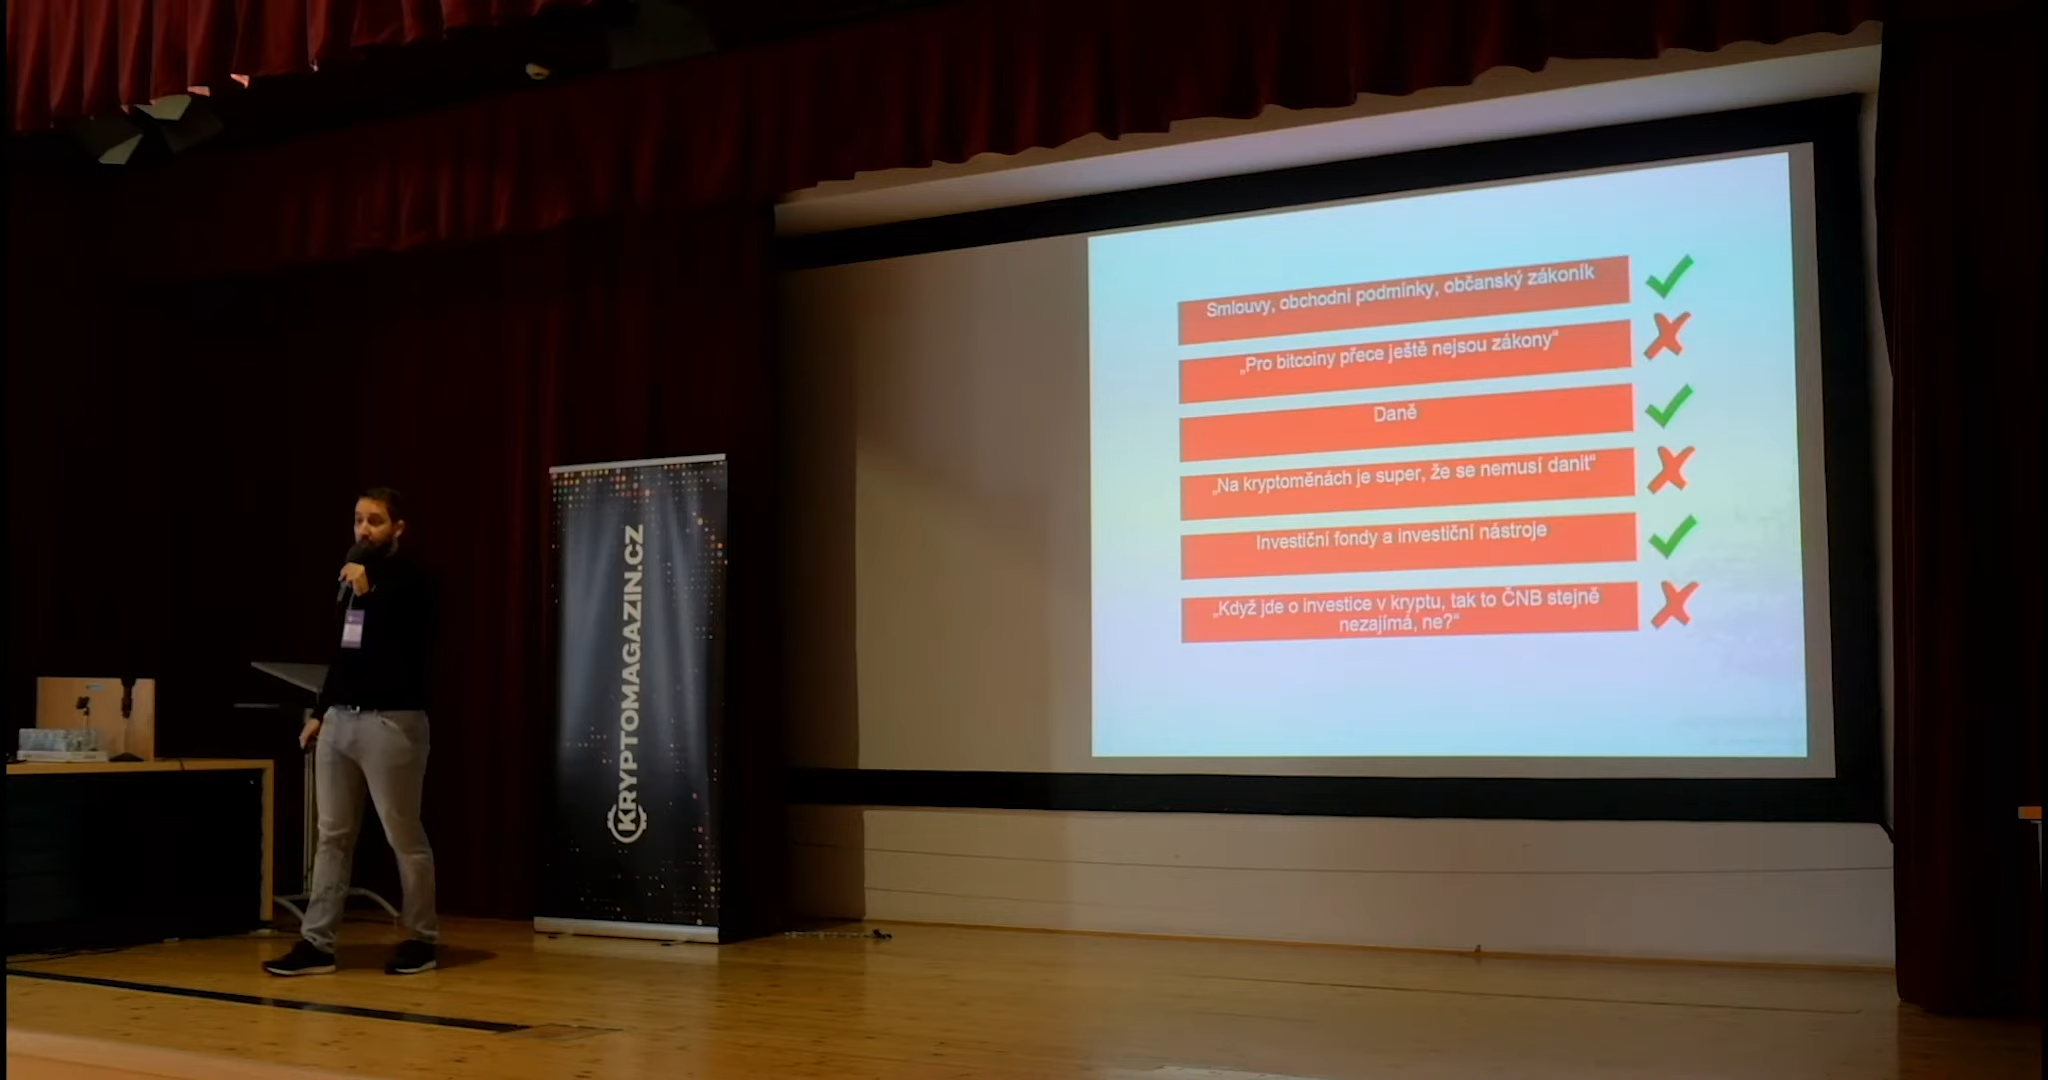 KRYPTOMAGAZIN.CZ
Smlouvy, obchodní podmínky, občanský zákoník
„Pro bitcoiny přece ještě nejsou zákony“
Daně
„Na kryptoměnách je super, že se nemusí danit“
Investiční fondy a investiční nástroje
„Když jde o investice v kryptu, tak to ČNB stejně
nezajímá, ne?“